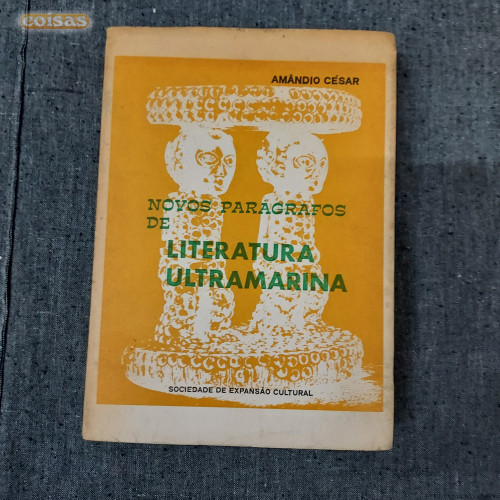 coisas
AMÂNDIO CÉSAR
NOVOS PARÁGRAFOS
DE
LITERATURA
ULTRAMARINA
SOCIEDADE DE EXPANSÃO CULTURAL